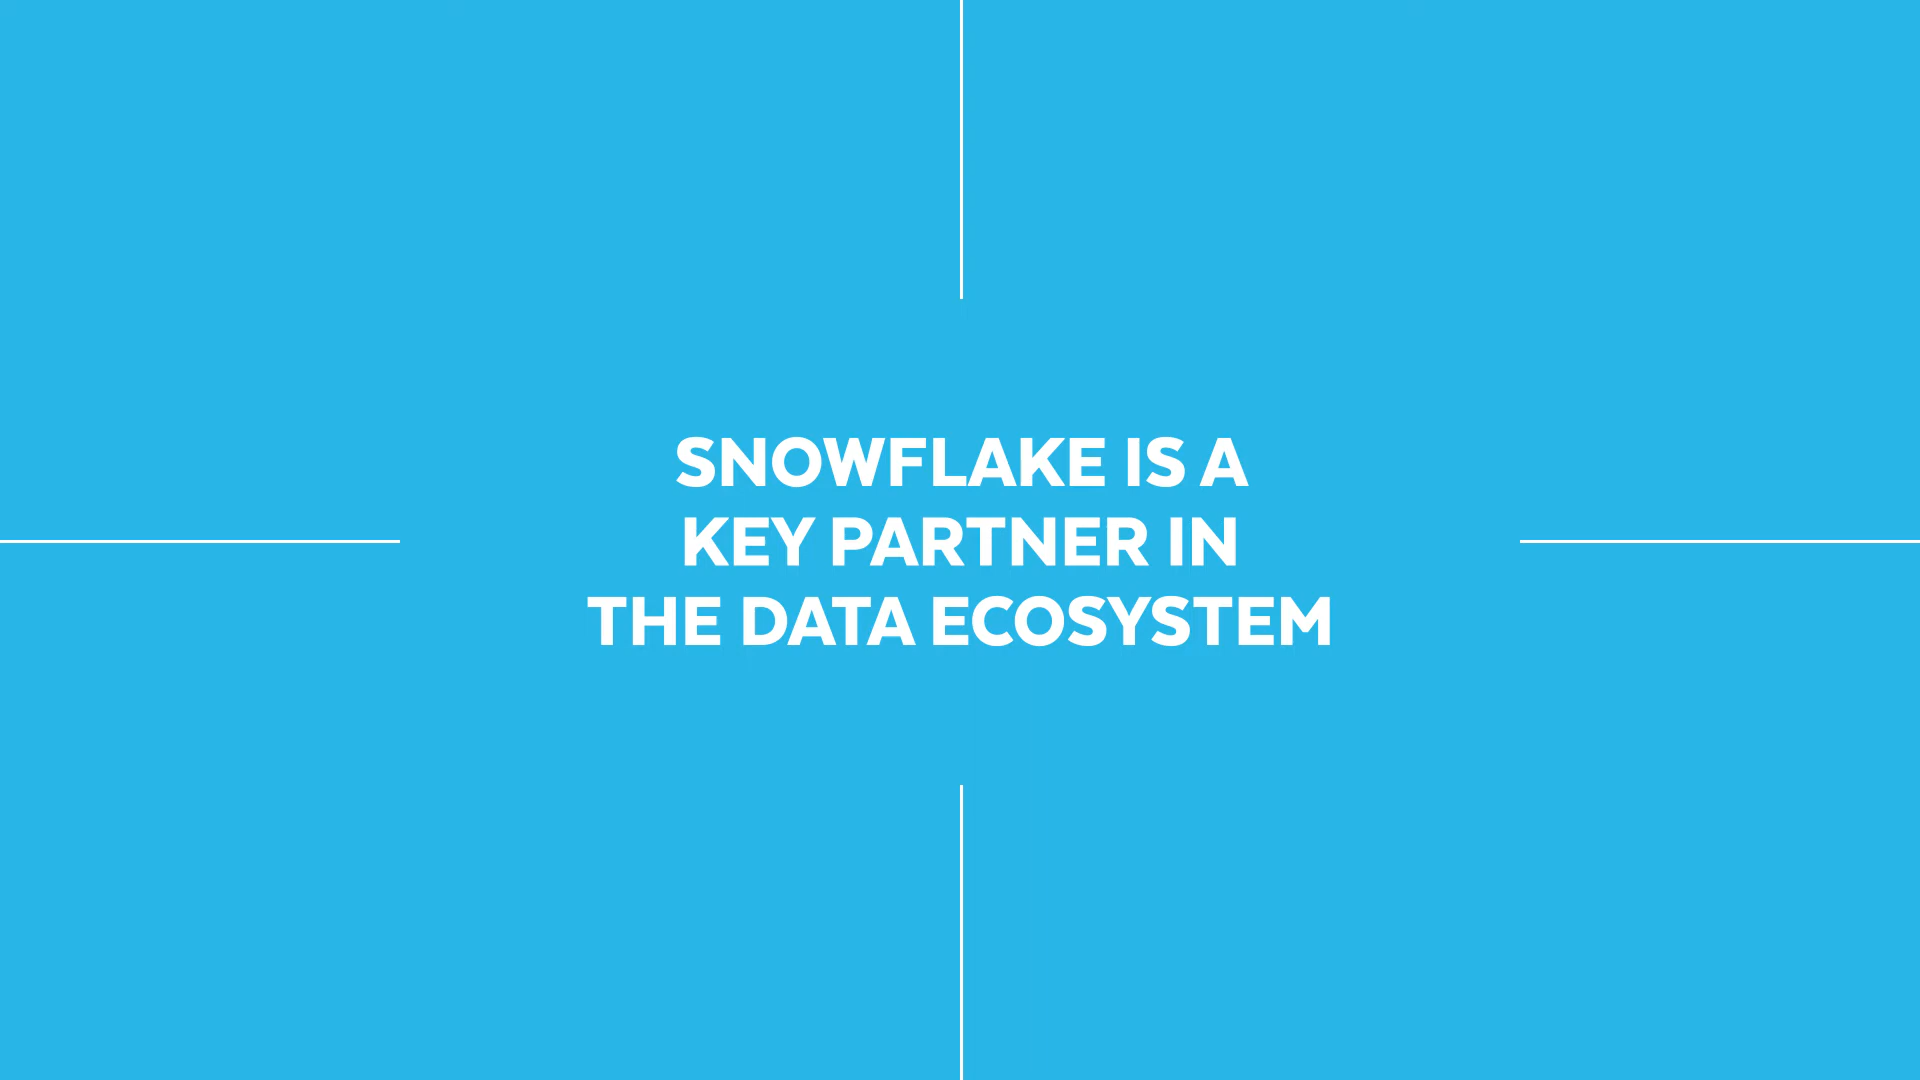 SNOWFLAKE IS A
KEY PARTNER IN
THE DATA ECOSYSTEM